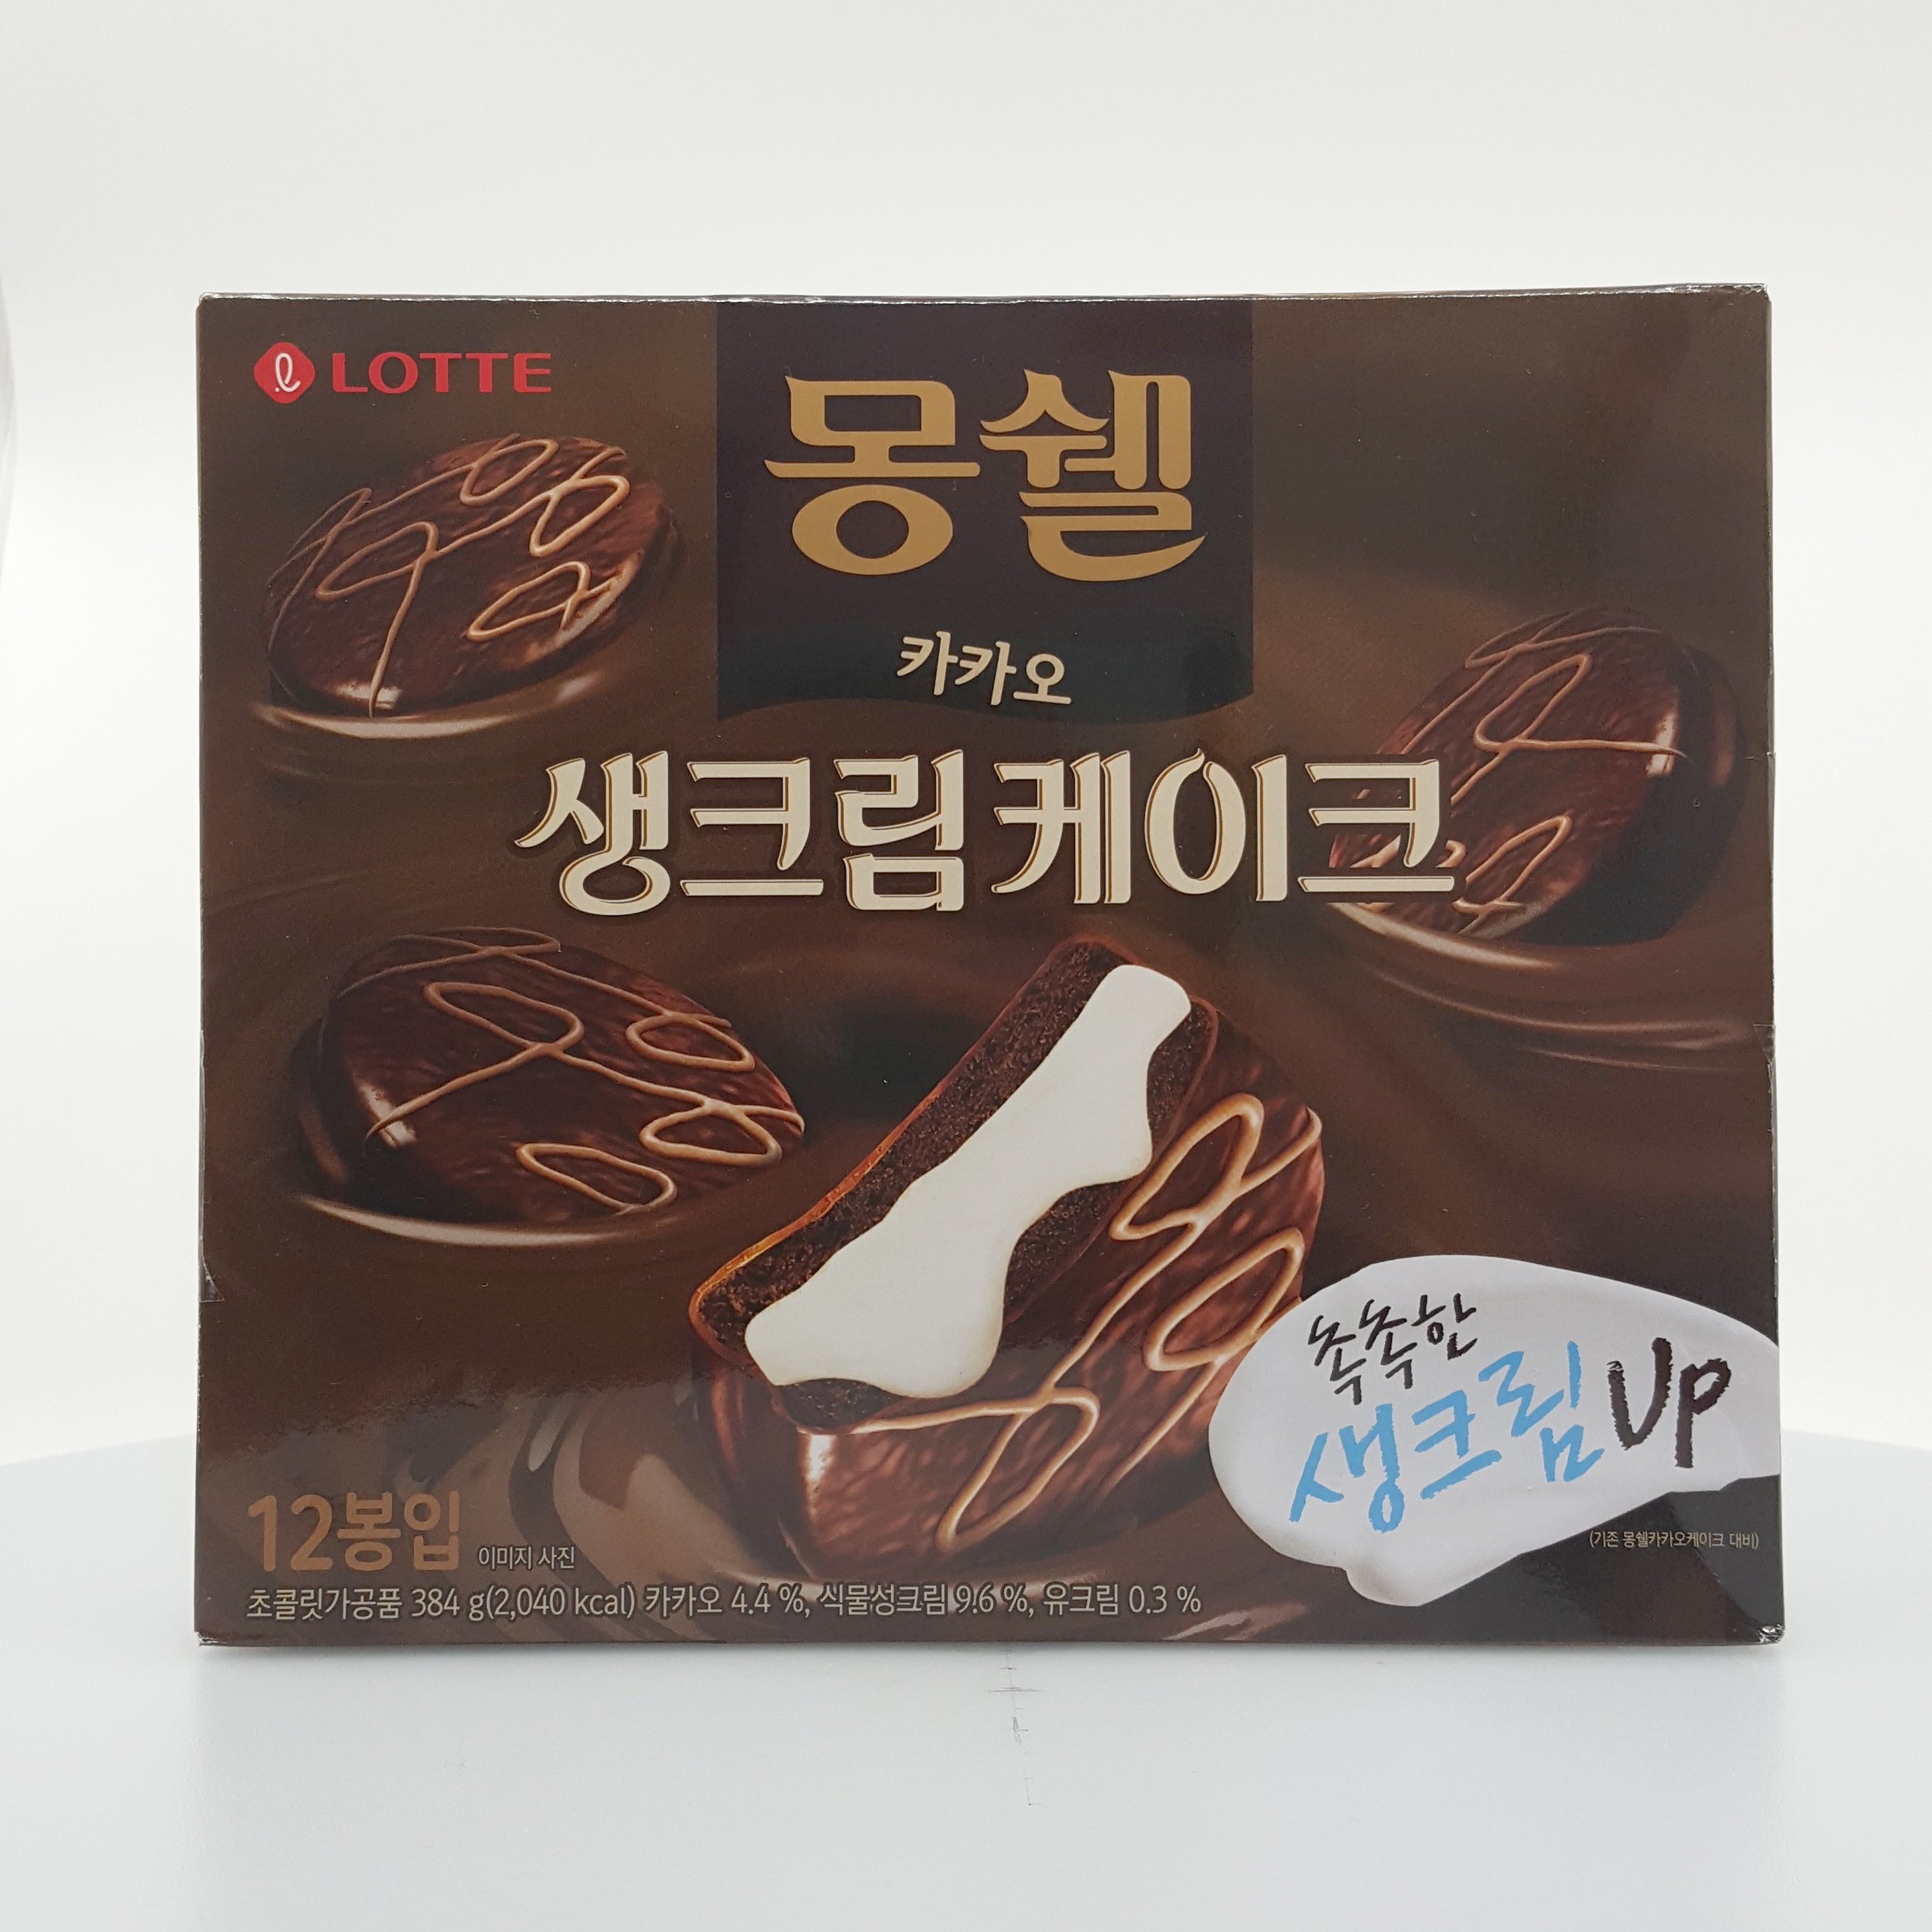 LOTTE
몽쉘
카카오
생크림케이크
촉촉한
생크림UP
(기존 몽쉘카카오케이크 대비)
12봉입 이미지 사진
초콜릿가공품 384 g(2,040 kcal) 카카오 4.4 %, 식물성크림 9.6 %, 유크림 0.3 %